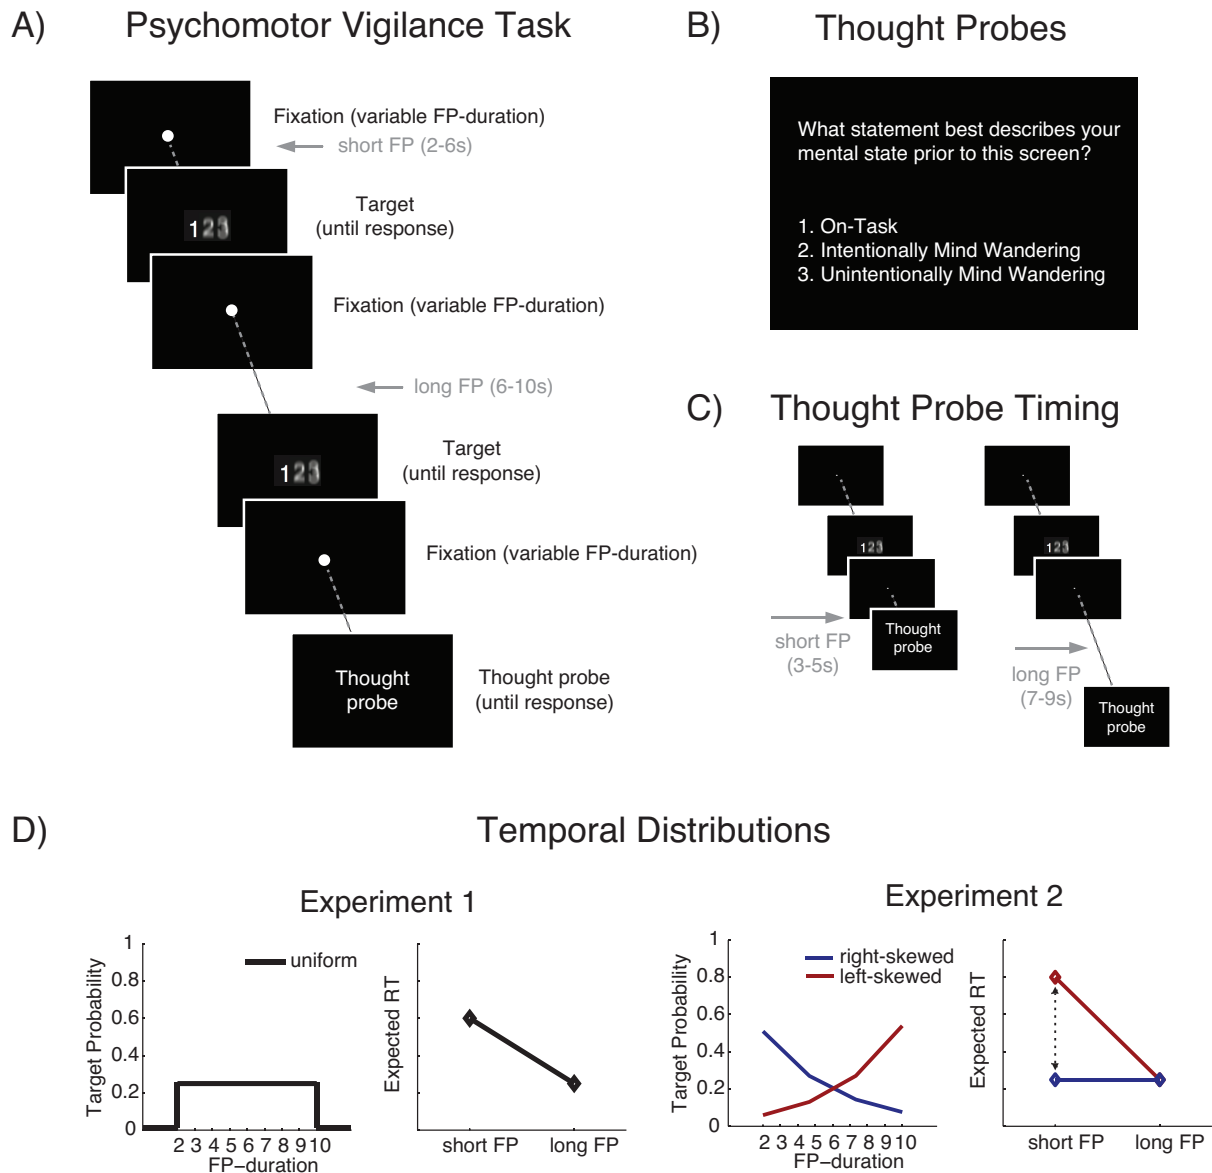 A)
Psychomotor Vigilance Task
Fixation (variable FP-duration)
short FP (2-6s)
123
Target
(until response)
Fixation (variable FP-duration)
long FP (6-10s)
123
Target
(until response)
Fixation (variable FP-duration)
Thought
probe
Thought probe
(until response)
B)
Thought Probes
What statement best describes your
mental state prior to this screen?
1. On-Task
2. Intentionally Mind Wandering
3. Unintentionally Mind Wandering
C)
Thought Probe Timing
123
short FP
(3-5s)
Thought
probe
123
long FP
(7-9s)
Thought
probe
D)
Temporal Distributions
Experiment 1
Target Probability
1
0.8
0.6
0.4
0.2
0
uniform
2 3 4 5 6 7 8 9 10
FP-duration
Expected RT
short FP
long FP
Experiment 2
Target Probability
1
0.8
0.6
0.4
0.2
0
right-skewed
left-skewed
2 3 4 5 6 7 8 9 10
FP-duration
Expected RT
short FP
long FP